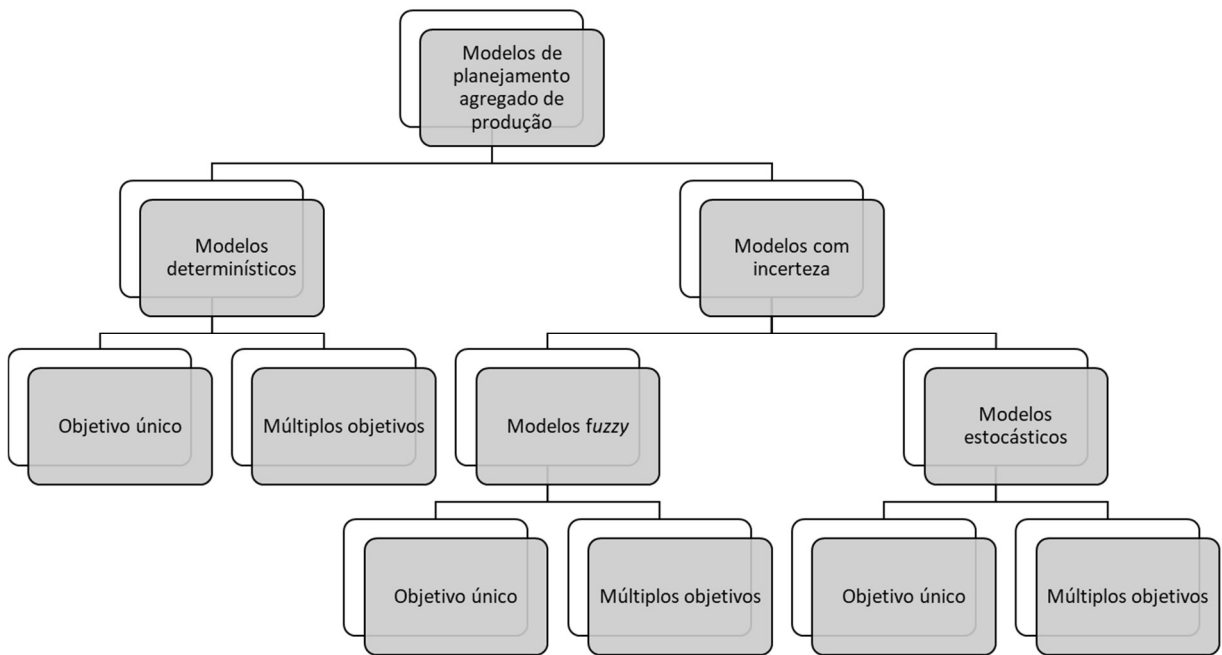 Modelos de
planejamento
agregado de
produção
Modelos
determinísticos
Modelos com
incerteza
Objetivo único
Múltiplos objetivos
Modelos fuzzy
Modelos
estocásticos
Objetivo único
Múltiplos objetivos
Objetivo único
Múltiplos objetivos